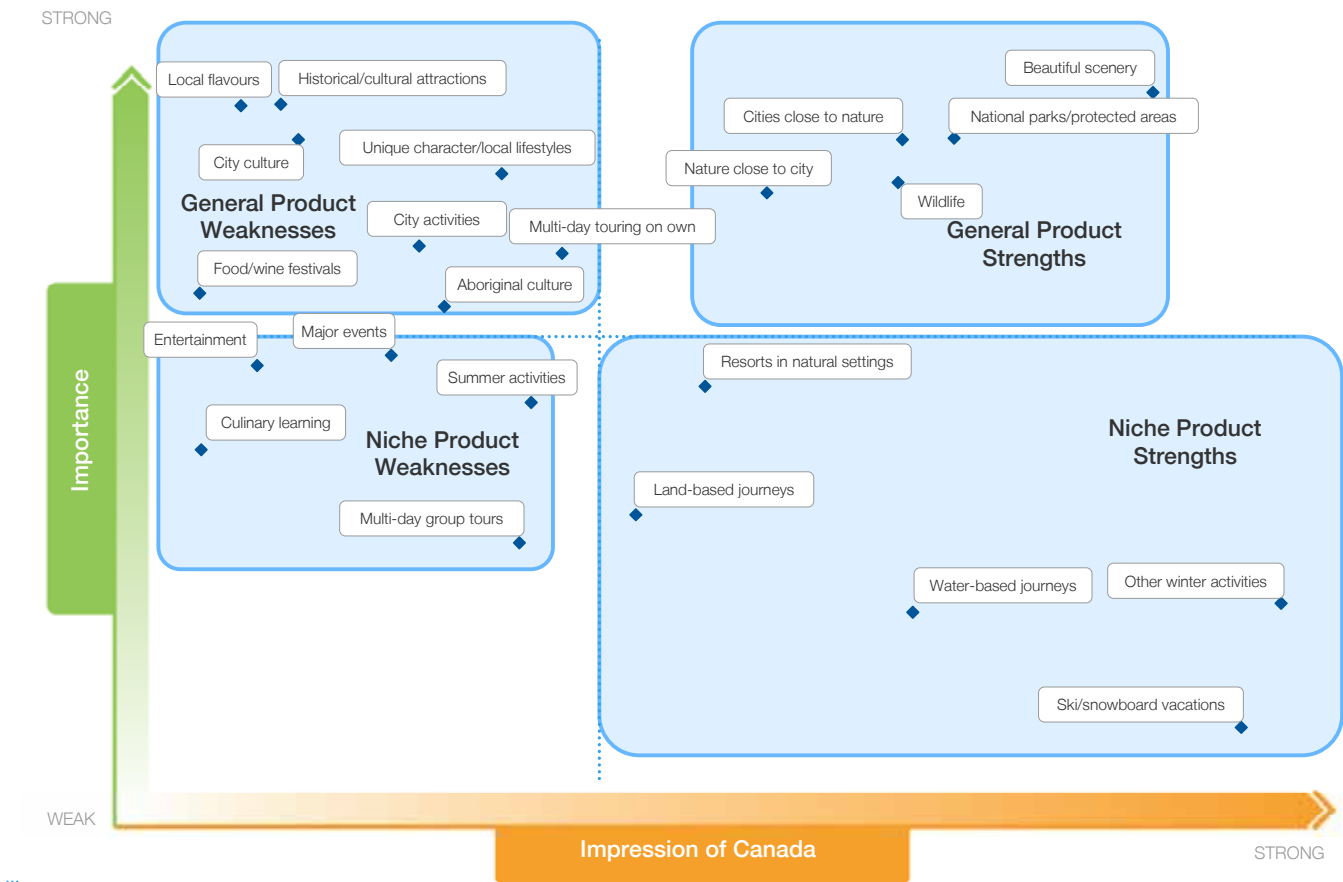 STRONG
Local flavours
Historical/cultural attractions
City culture
Unique character/local lifestyles
General Product
Weaknesses
City activities
Multi-day touring on own
Food/wine festivals
Aboriginal culture
Beautiful scenery
Cities close to nature
National parks/protected areas
Nature close to city
Wildlife
General Product
Strengths
Entertainment
Major events
Summer activities
Culinary learning
Niche Product
Weaknesses
Multi-day group tours
Resorts in natural settings
Niche Product
Strengths
Land-based journeys
Water-based journeys
Other winter activities
Ski/snowboard vacations
Importance
WEAK
Impression of Canada
STRONG
...